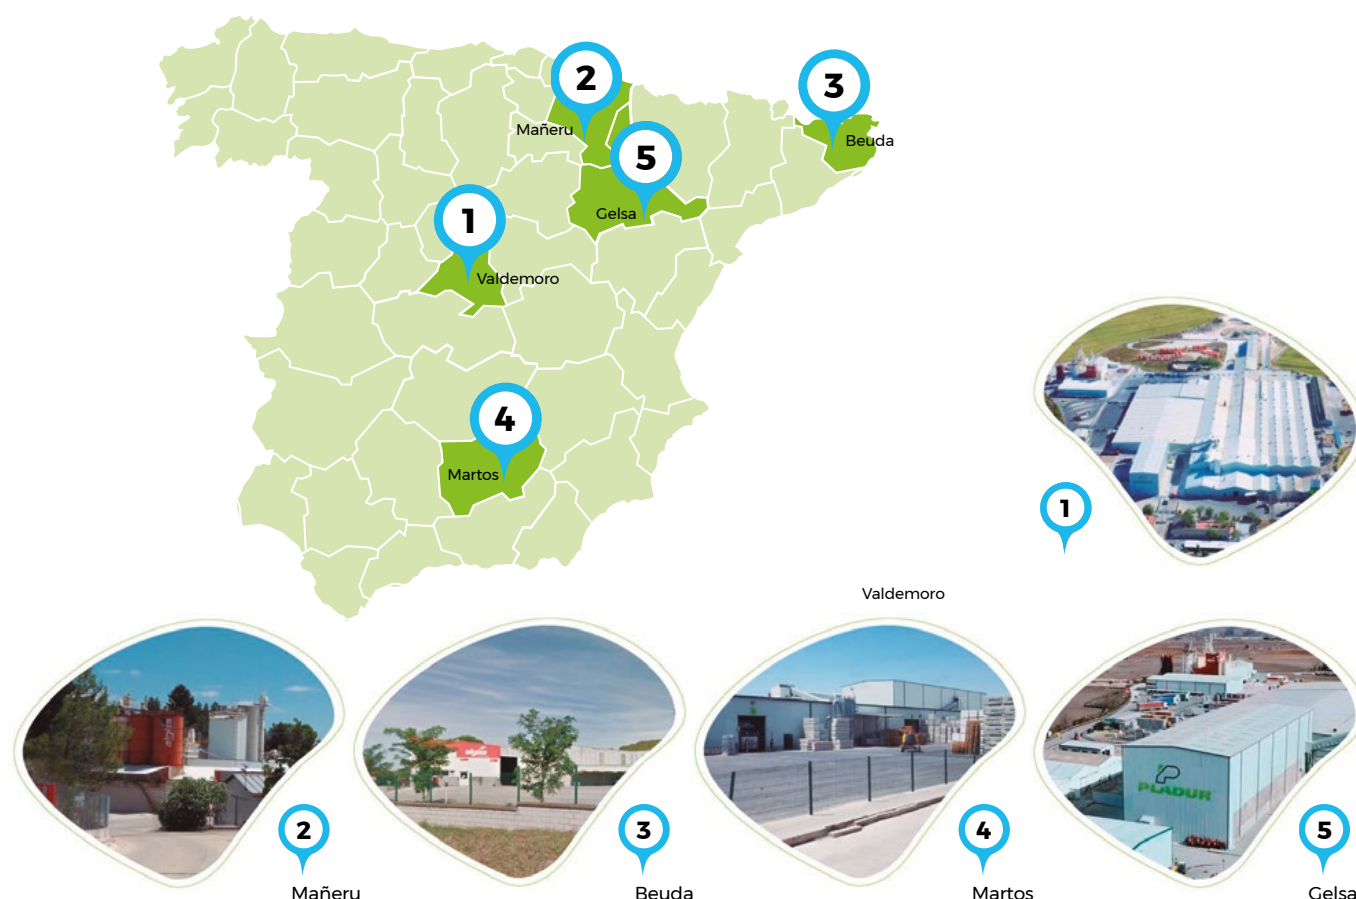 2
3
Mañeru
Beuda
5
1
Gelsa
Valdemoro
4
Martos
1
Valdemoro
algiss
PLADUR
2
3
4
5
Mañeru
Beuda
Martos
Gelsa